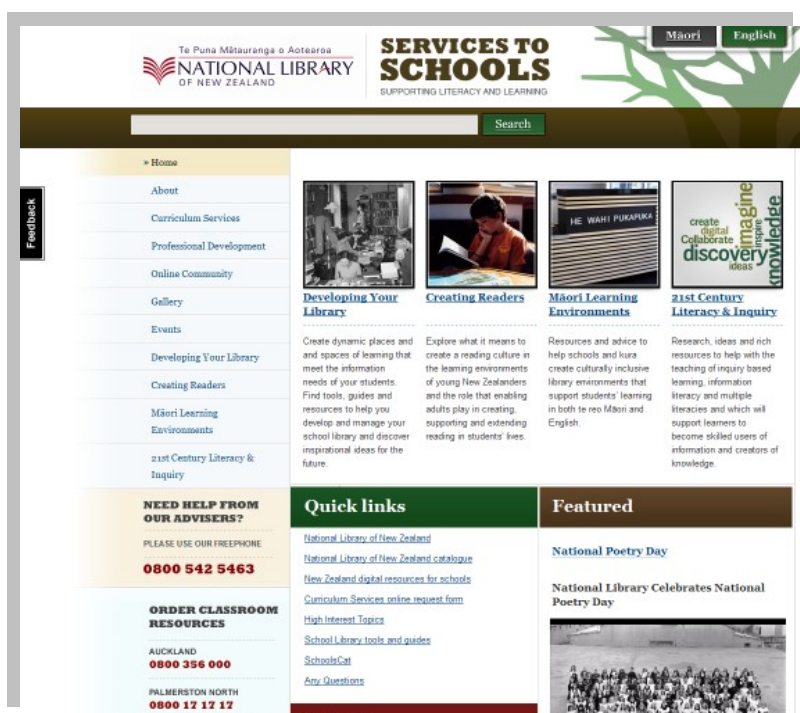 Te Puna Mātauranga o Aotearoa
NATIONAL LIBRARY
OF NEW ZEALAND
SERVICES TO
SCHOOLS
SUPPORTING LITERACY AND LEARNING
Māori
English
Search
Feedback
» Home
About
Curriculum Services
Professional Development
Online Community
Gallery
Events
Developing Your Library
Creating Readers
Māori Learning
Environments
21st Century Literacy &
Inquiry
NEED HELP FROM
OUR ADVISERS?
PLEASE USE OUR FREEPHONE
0800 542 5463
ORDER CLASSROOM
RESOURCES
AUCKLAND
0800 356 000
PALMERSTON NORTH
0800 17 17 17
Developing Your
Library
Create dynamic places and
and spaces of learning that
meet the information
needs of your students.
Find tools, guides and
resources to help you
develop and manage your
school library and discover
inspirational ideas for the
future.
Creating Readers
Explore what it means to
create a reading culture in
the learning environments
of young New Zealanders
and the role that enabling
adults play in creating,
supporting and extending
reading in students' lives.
HE WAHI PUKAPUKA
Māori Learning
Environments
Resources and advice to
help schools and kura
create culturally inclusive
library environments that
support students' learning
in both te reo Māori and
English.
create
digital
Collaborate
discovery
ideas
imagine
inspire
knowledge
21st Century
Literacy & Inquiry
Research, ideas and rich
resources to help with the
teaching of inquiry based
learning, information
literacy and multiple
literacies and which will
support learners to
become skilled users of
information and creators of
knowledge.
Quick links
National Library of New Zealand
National Library of New Zealand catalogue
New Zealand digital resources for schools
Curriculum Services online request form
High Interest Topics
School Library tools and guides
SchoolsCat
Any Questions
Featured
National Poetry Day
National Library Celebrates National
Poetry Day